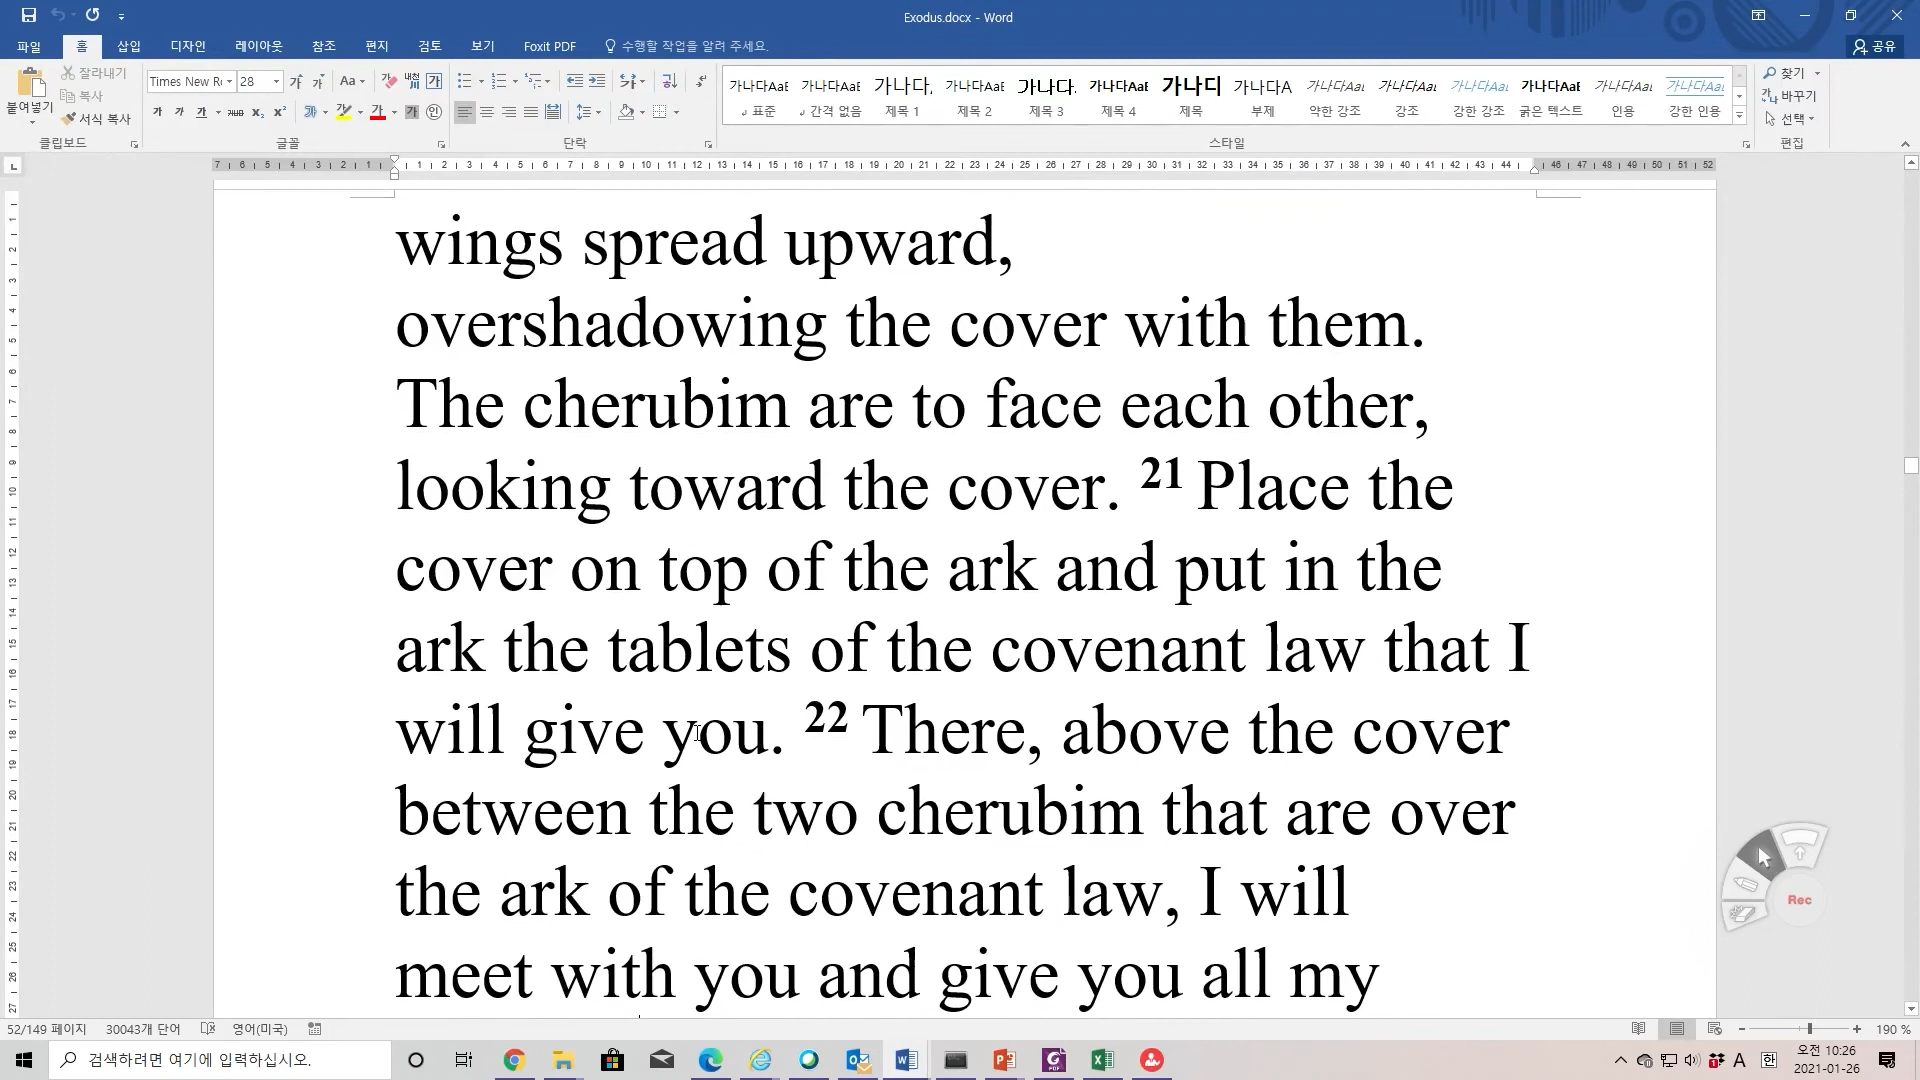 Exodus.docx - Word
파일 홈 삽입 디자인 레이아웃 참조 편지 검토 보기 Foxit PDF 수행할 작업을 알려 주세요. 공유
붙여넣기 잘라내기 복사 서식 복사
Times New R 28
가나다AaE 가나다AaE 가나다. 가나다AaE 가나다. 가나다AaE 가나디 가나다A 가나다Aa 가나다Aa 가나다Aa 가나다AaE 가나다Aa 가나다Aa
표준 간격 없음 제목 1 제목 2 제목 3 제목 4 제목 부제 약한 강조 강조 강한 강조 굵은 텍스트 인용 강한 인용
찾기 바꾸기 선택
클립보드 글꼴 단락 스타일 편집
wings spread upward,
overshadowing the cover with them.
The cherubim are to face each other,
looking toward the cover. 21 Place the
cover on top of the ark and put in the
ark the tablets of the covenant law that I
will give you. 22 There, above the cover
between the two cherubim that are over
the ark of the covenant law, I will
meet with you and give you all my
Rec
52/149 페이지 30043개 단어 영어(미국) 190 %
검색하려면 여기에 입력하십시오.
A 한 오전 10:26
2021-01-26